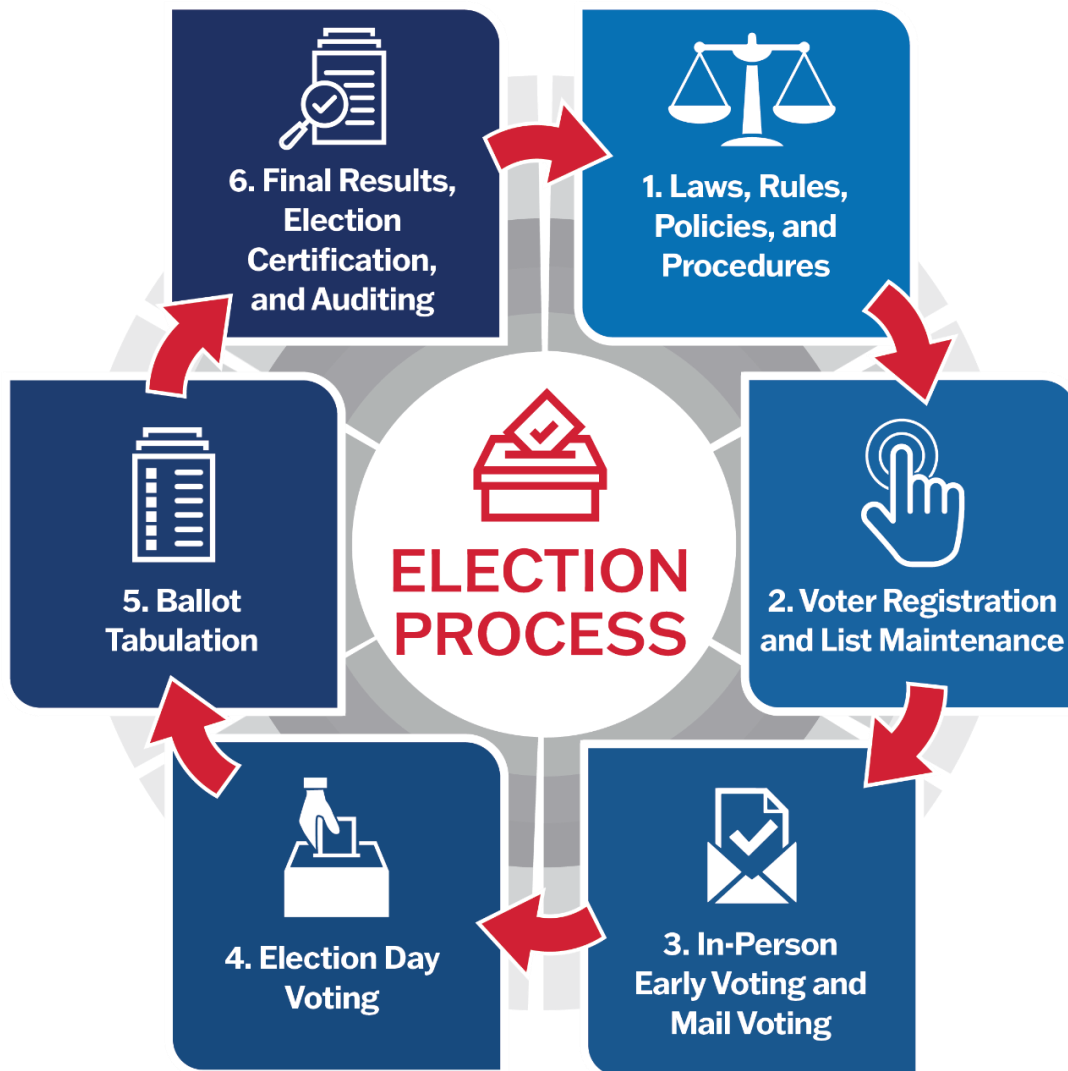 ELECTION
PROCESS
1. Laws, Rules,
Policies, and
Procedures
2. Voter Registration
and List Maintenance
3. In-Person
Early Voting and
Mail Voting
4. Election Day
Voting
5. Ballot
Tabulation
6. Final Results,
Election
Certification,
and Auditing